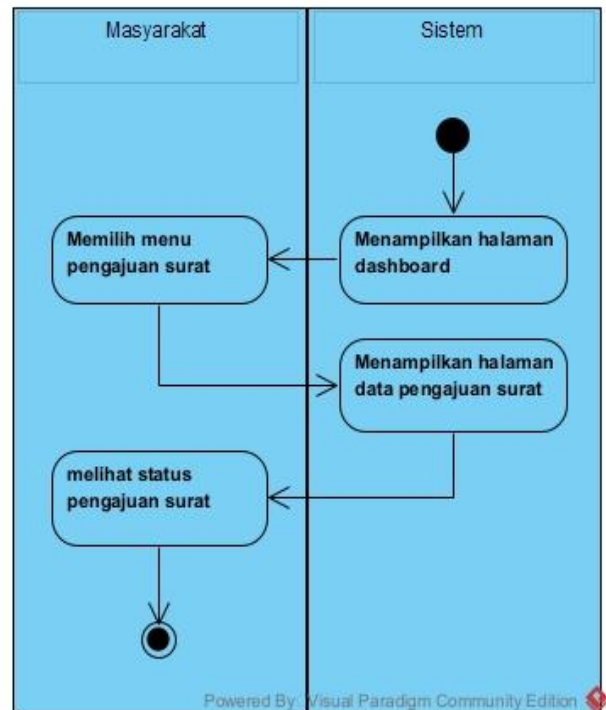 Masyarakat
Sistem
Menampilkan halaman
dashboard
Memilih menu
pengajuan surat
Menampilkan halaman
data pengajuan surat
melihat status
pengajuan surat
Powered By: Visual Paradigm Community Edition